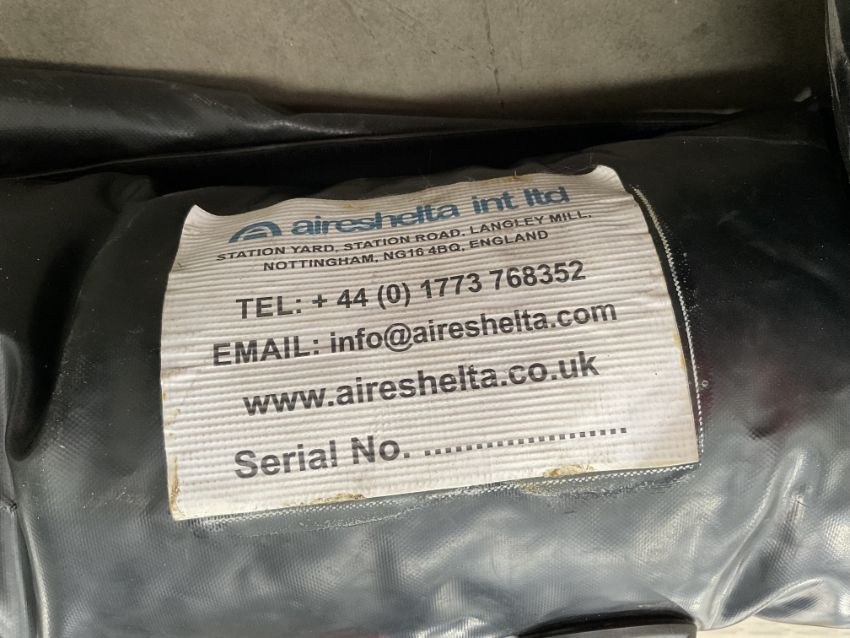 aireshelta int ltd
STATION YARD, STATION ROAD, LANGLEY MILL,
NOTTINGHAM, NG16 4BQ, ENGLAND
TEL: + 44 (0) 1773 768352
EMAIL: info@aireshelta.com
www.aireshelta.co.uk
Serial No. ......................